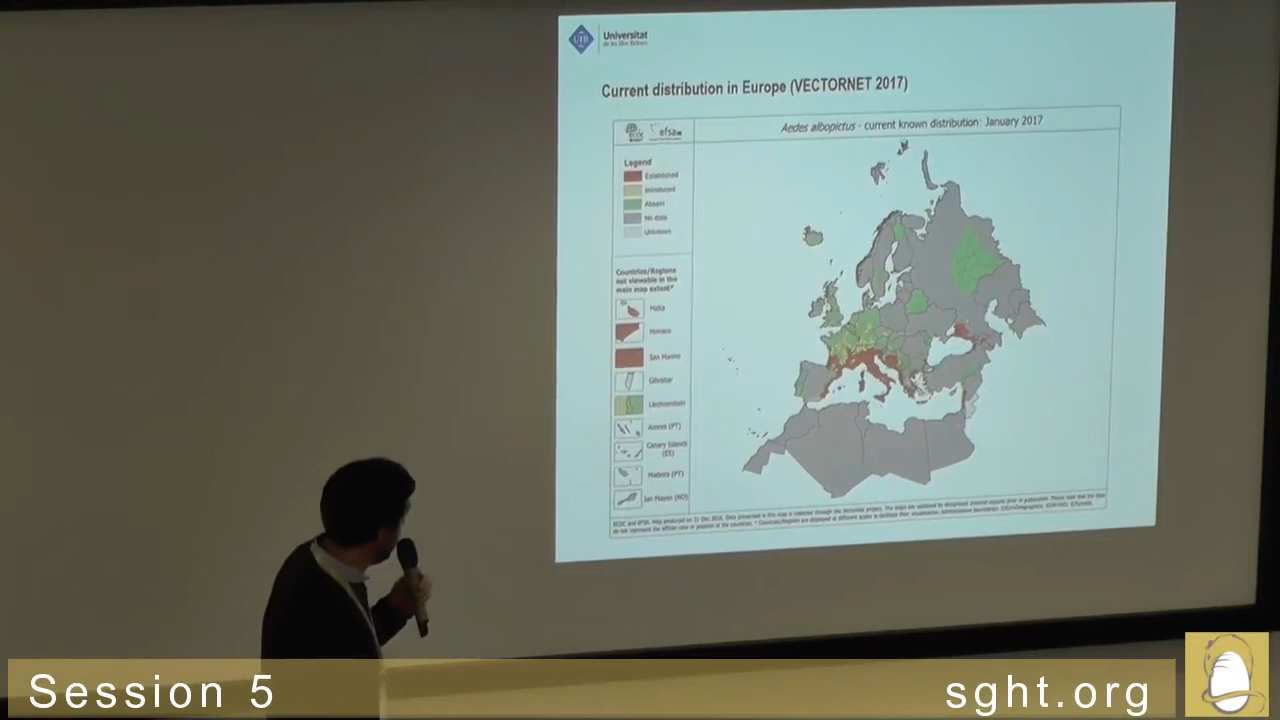 UIB
Universitat
de les Illes Balears
Current distribution in Europe (VECTORNET 2017)
efsa
Aedes albopictus - current known distribution: January 2017
Legend
Established
Introduced
Absent
No data
Unknown
Countries/Regions
not viewable in the
main map extent*
Malta
Monaco
San Marino
Gibraltar
Liechtenstein
Azores (PT)
Canary Islands
(ES)
Madeira (PT)
Jan Mayen (NO)
Session 5
sght.org